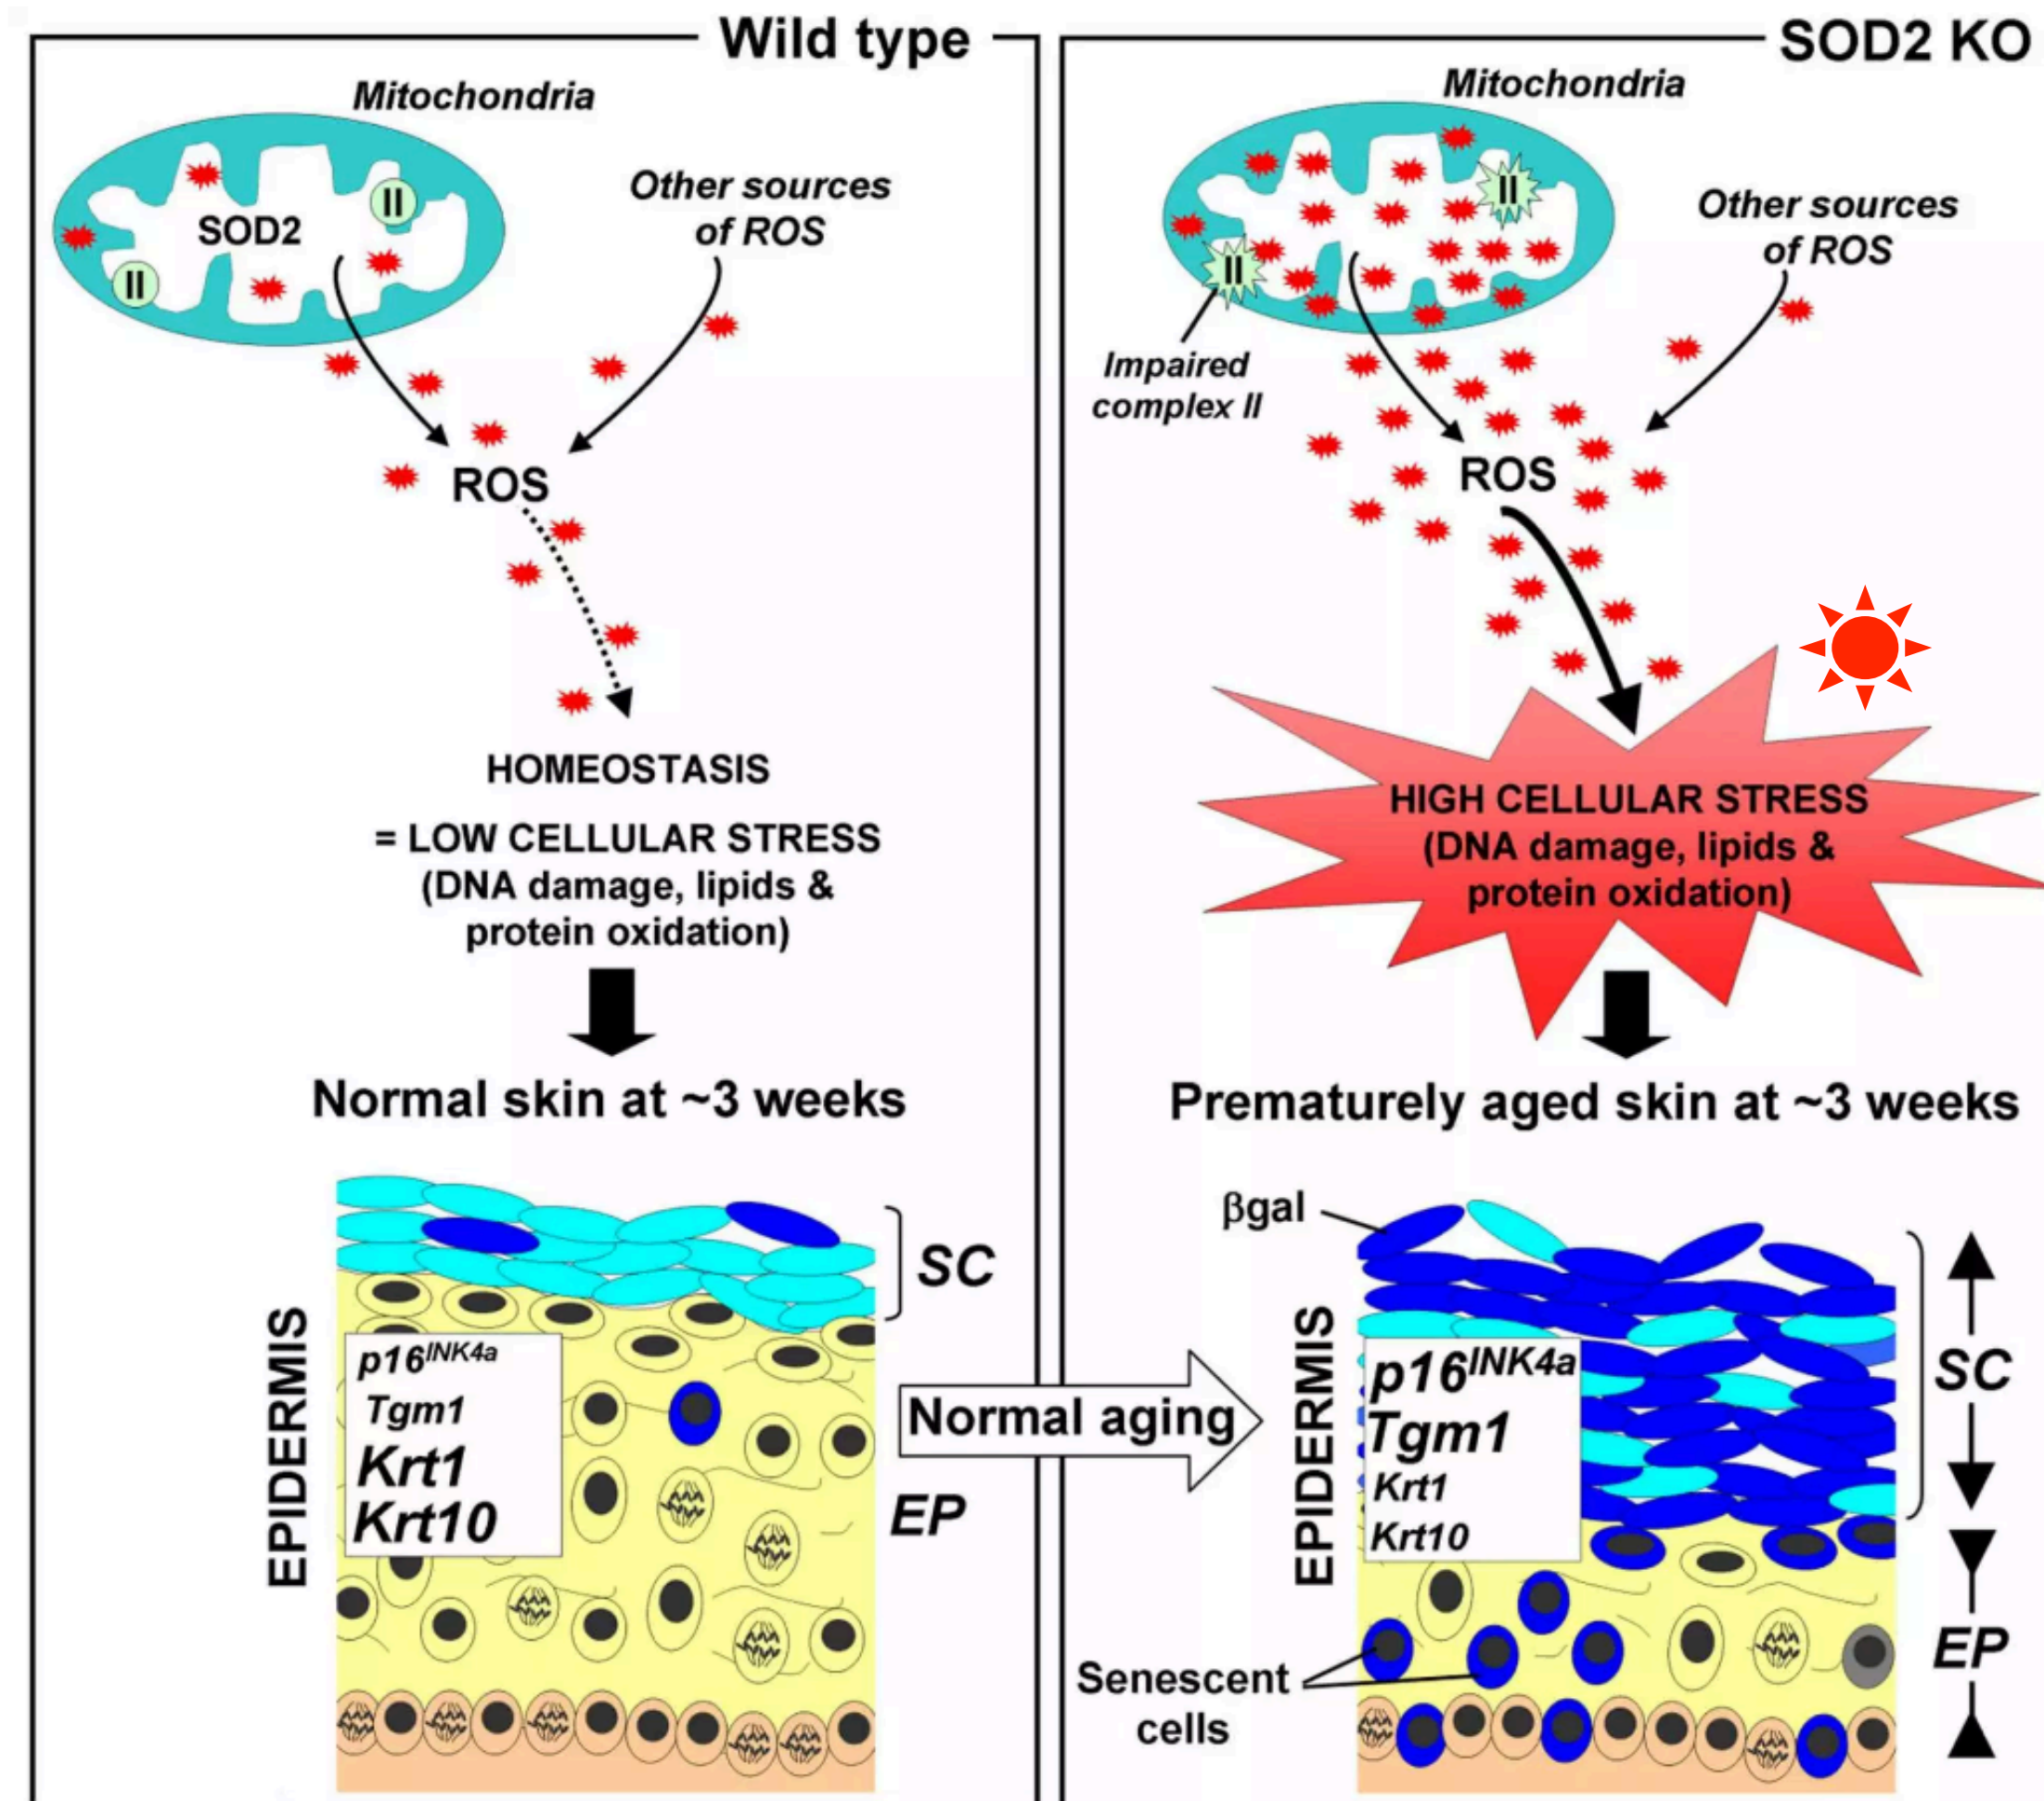 Wild type
Mitochondria
Other sources
of ROS
SOD2
II
II
ROS
HOMEOSTASIS
= LOW CELLULAR STRESS
(DNA damage, lipids &
protein oxidation)
Normal skin at ~3 weeks
EPIDERMIS
SC
p16INK4a
Tgm1
Krt1
Krt10
EP
Normal aging
SOD2 KO
Mitochondria
Other sources
of ROS
II
II
Impaired
complex II
ROS
HIGH CELLULAR STRESS
(DNA damage, lipids &
protein oxidation)
Prematurely aged skin at ~3 weeks
βgal
EPIDERMIS
SC
p16INK4a
Tgm1
Krt1
Krt10
EP
Senescent
cells